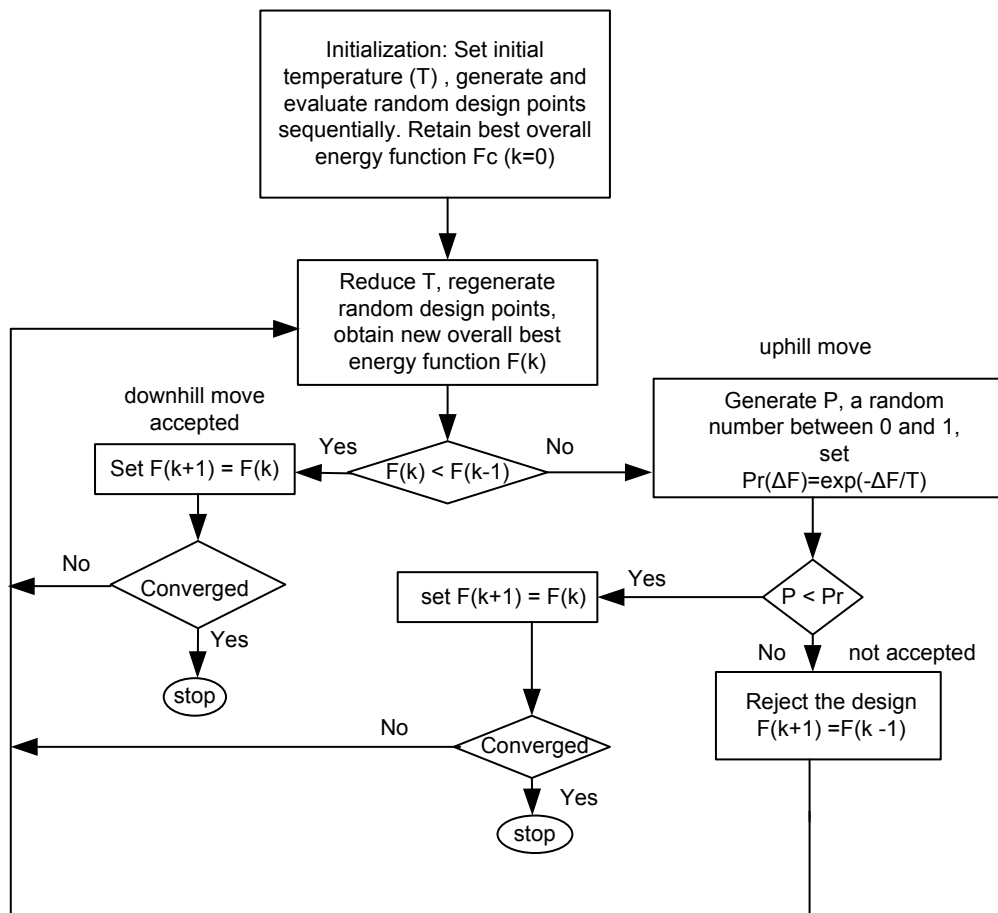 Initialization: Set initial
temperature (T) , generate and
evaluate random design points
sequentially. Retain best overall
energy function Fc (k=0)
Reduce T, regenerate
random design points,
obtain new overall best
energy function F(k)
uphill move
downhill move
accepted
Generate P, a random
number between 0 and 1,
set
Pr(ΔF)=exp(-ΔF/T)
Yes
No
Set F(k+1) = F(k)
F(k) < F(k-1)
No
Converged
Yes
stop
Yes
set F(k+1) = F(k)
P < Pr
No
not accepted
Reject the design
F(k+1) =F(k -1)
No
Converged
Yes
stop